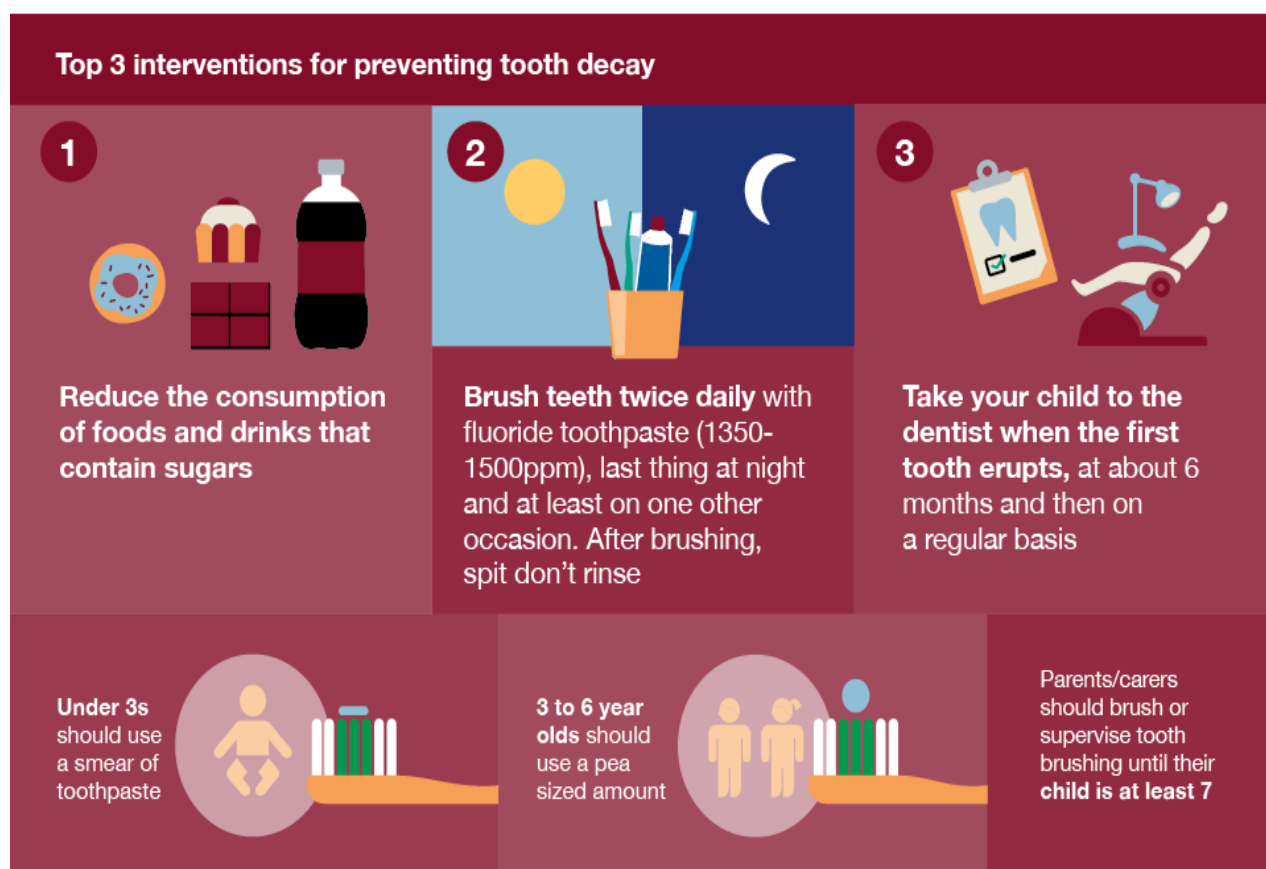 Top 3 interventions for preventing tooth decay
1
Reduce the consumption
of foods and drinks that
contain sugars
2
Brush teeth twice daily with
fluoride toothpaste (1350-
1500ppm), last thing at night
and at least on one other
occasion. After brushing,
spit don’t rinse
3
Take your child to the
dentist when the first
tooth erupts, at about 6
months and then on
a regular basis
Under 3s
should use
a smear of
toothpaste
3 to 6 year
olds should
use a pea
sized amount
Parents/carers
should brush or
supervise tooth
brushing until their
child is at least 7